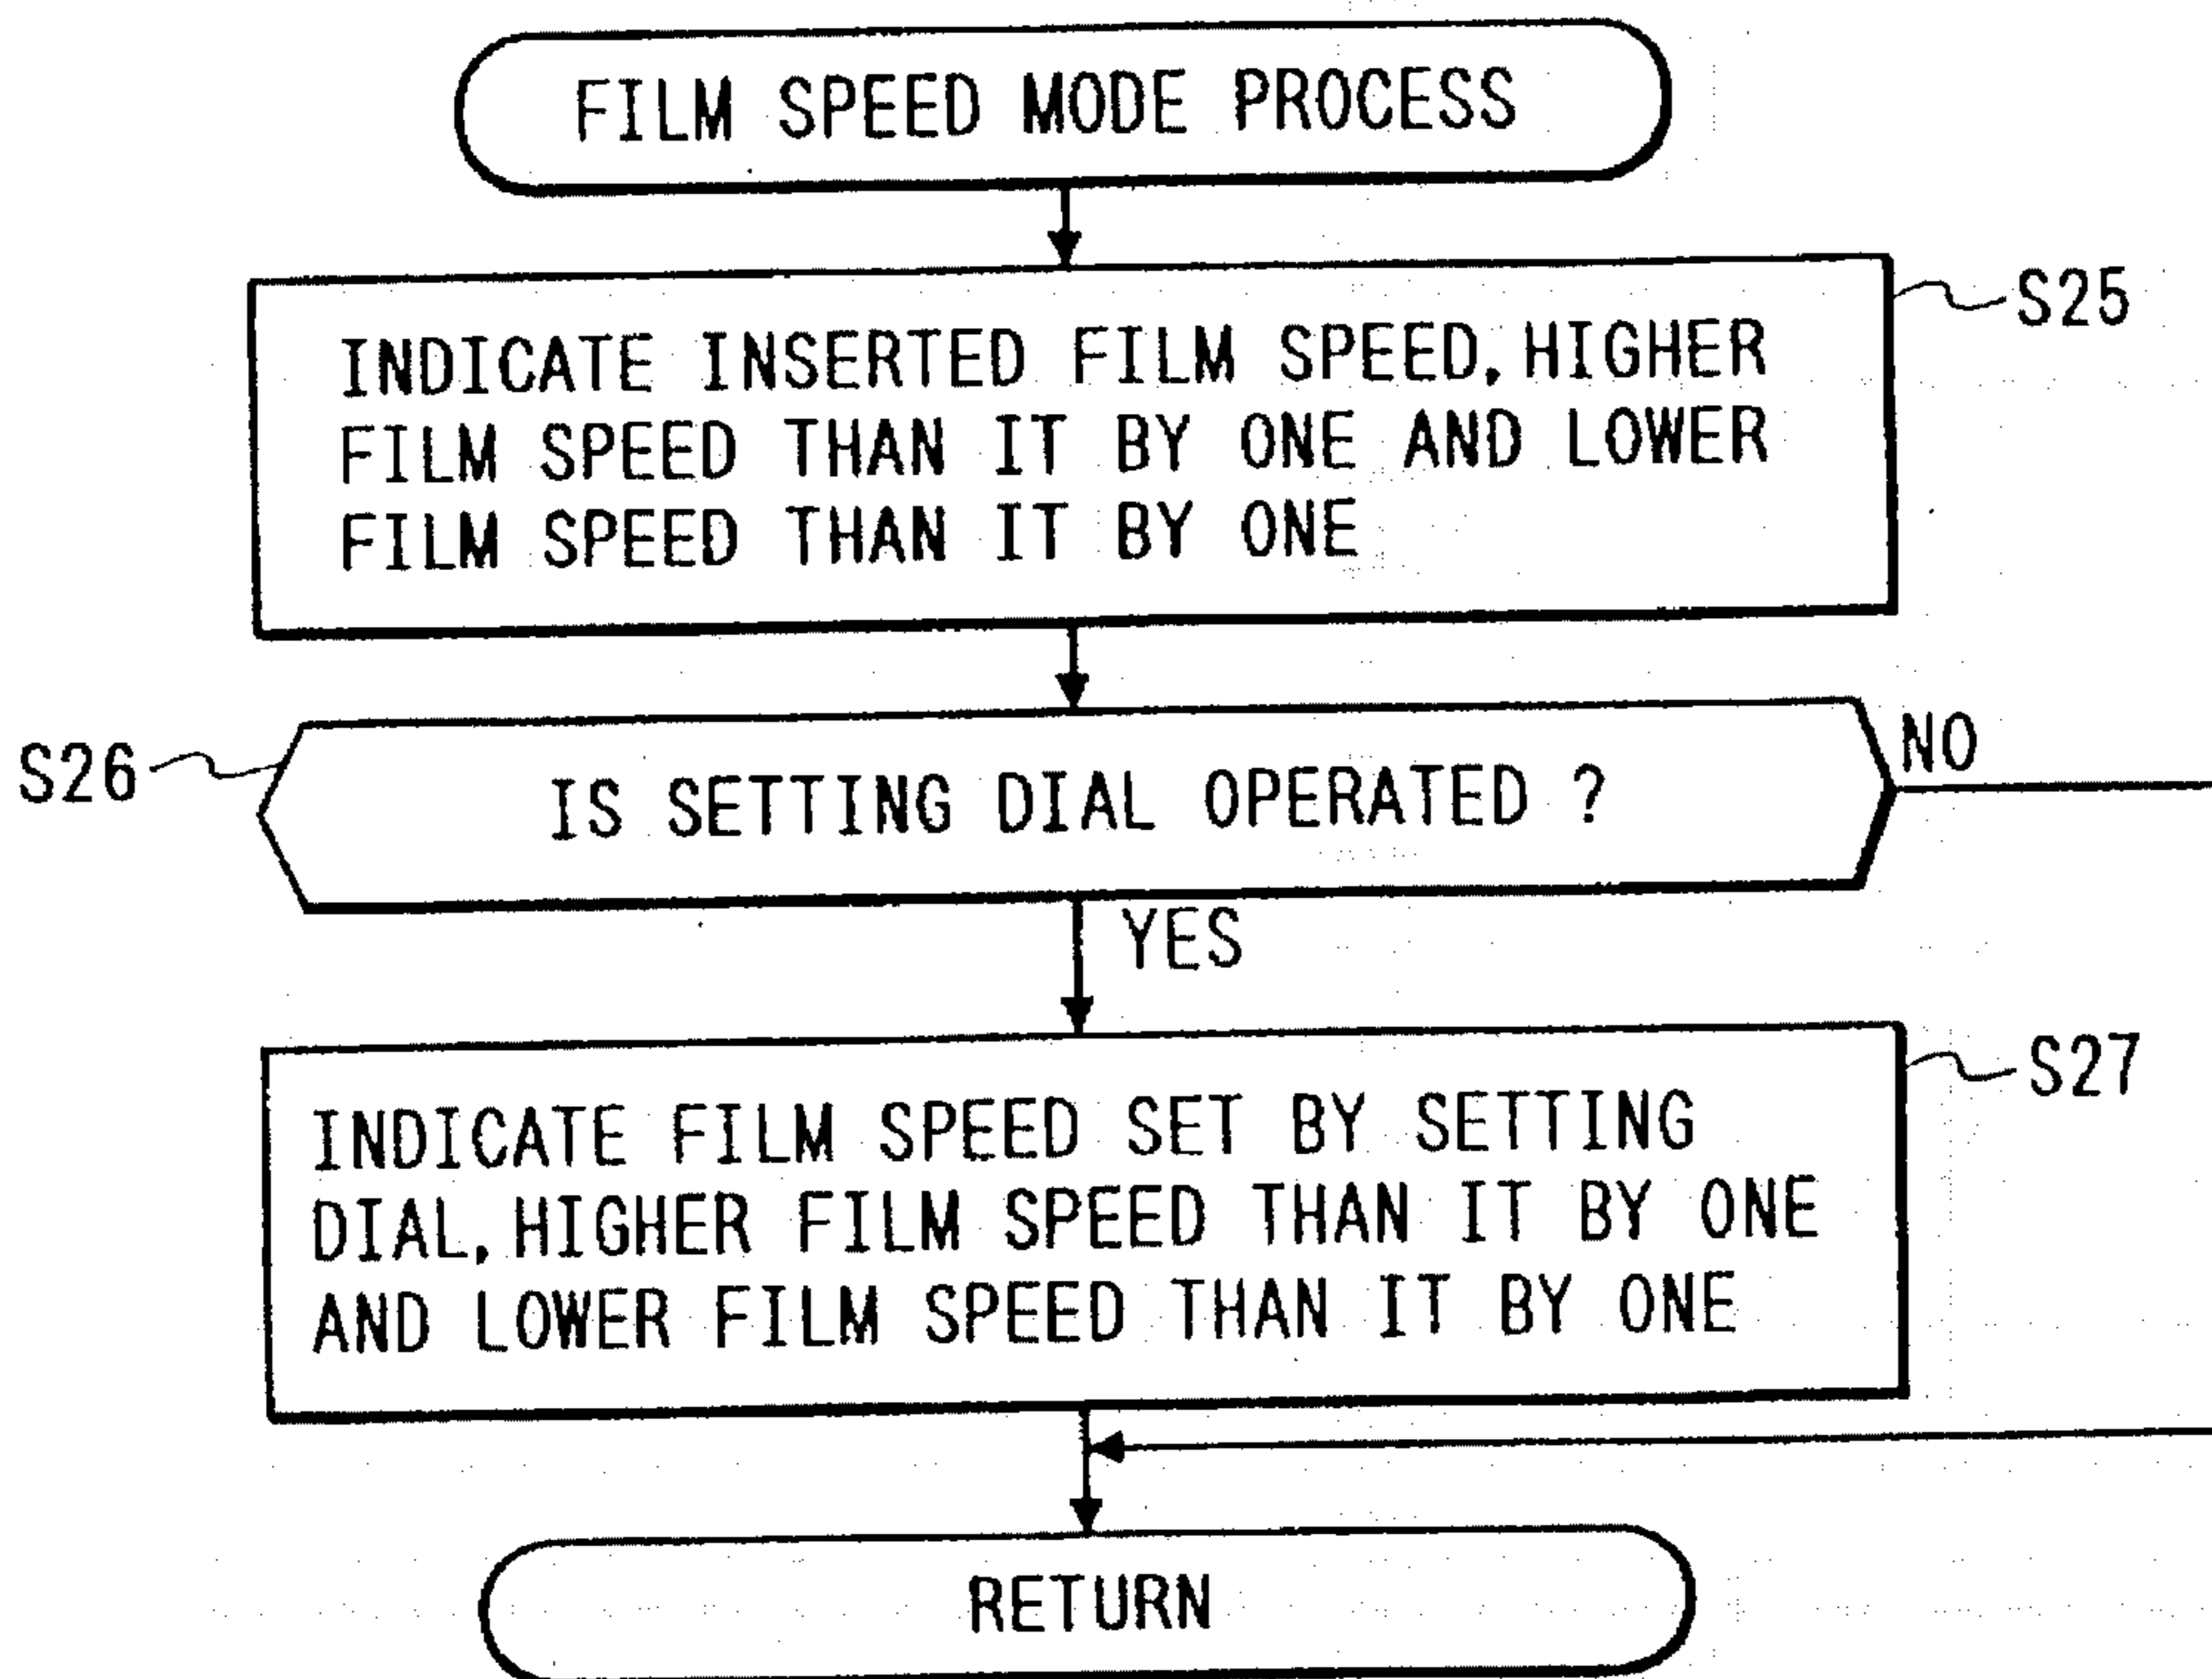 FILM SPEED MODE PROCESS
S25
INDICATE INSERTED FILM SPEED, HIGHER
FILM SPEED THAN IT BY ONE AND LOWER
FILM SPEED THAN IT BY ONE
S26
IS SETTING DIAL OPERATED ?
NO
YES
S27
INDICATE FILM SPEED SET BY SETTING
DIAL, HIGHER FILM SPEED THAN IT BY ONE
AND LOWER FILM SPEED THAN IT BY ONE
RETURN